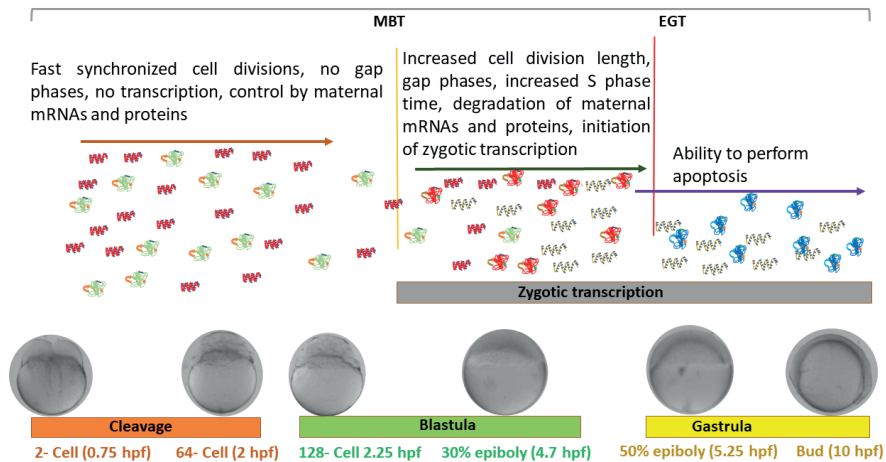 MBT
EGT
Fast synchronized cell divisions, no gap
phases, no transcription, control by maternal
mRNAs and proteins
Increased cell division length,
gap phases, increased S phase
time, degradation of maternal
mRNAs and proteins, initiation
of zygotic transcription
Ability to perform
apoptosis
Zygotic transcription
Cleavage
Blastula
Gastrula
2- Cell (0.75 hpf)
64- Cell (2 hpf)
128- Cell 2.25 hpf)
30% epiboly (4.7 hpf)
50% epiboly (5.25 hpf)
Bud (10 hpf)